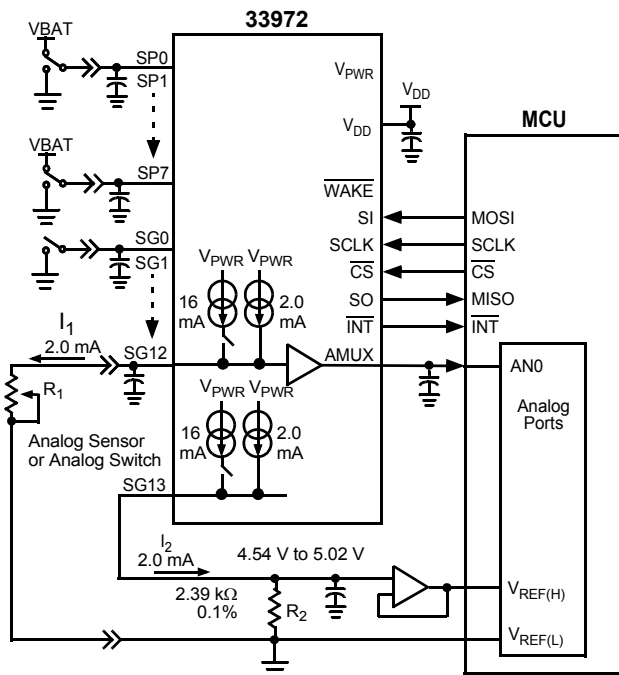 33972
VBAT
SP0
SP1
VPWR
VDD
VDD
MCU
VBAT
SP7
WAKE
SI
MOSI
SG0
SCLK
SCLK
SG1
VPWR VPWR
CS
CS
16 mA
2.0 mA
SO
MISO
INT
INT
I1
2.0 mA
SG12
AMUX
AN0
R1
VPWR VPWR
Analog Ports
Analog Sensor
or Analog Switch
16 mA
2.0 mA
SG13
I2
2.0 mA
4.54 V to 5.02 V
2.39 kΩ
0.1%
R2
VREF(H)
VREF(L)